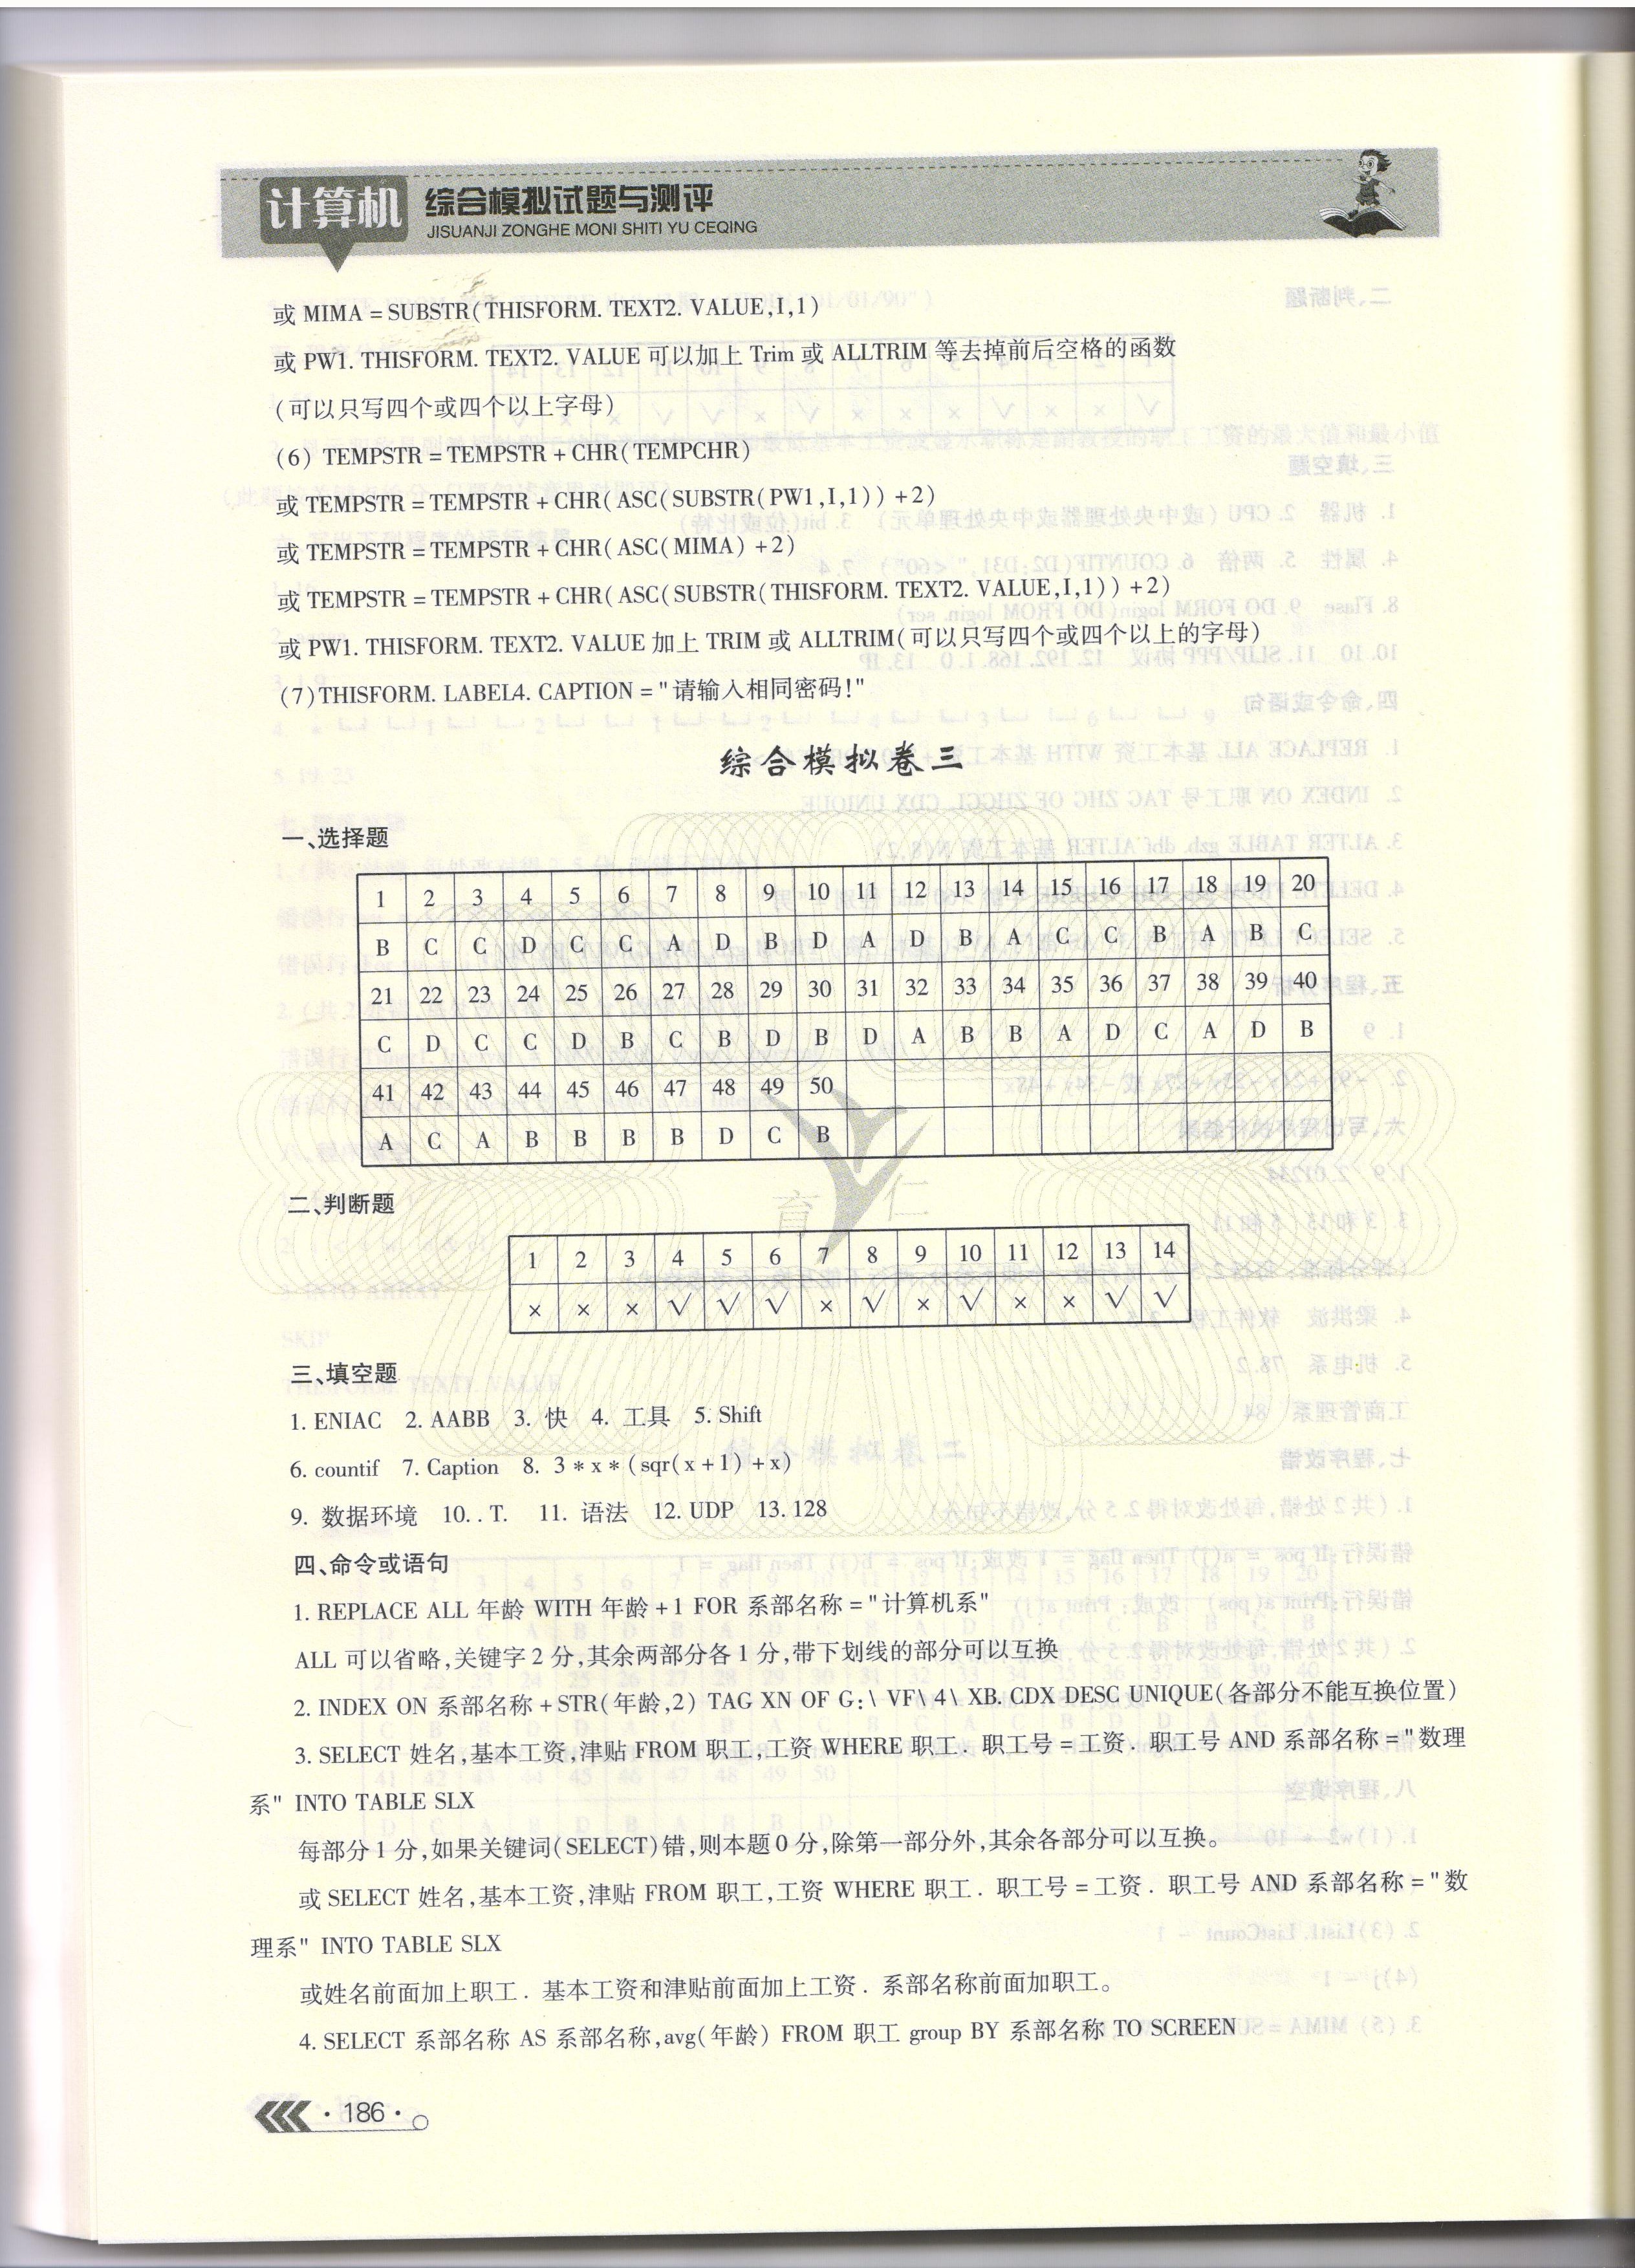 计算机 综合模拟试题与测评
JISUANJI ZONGHE MONI SHITI YU CEQING
或 MIMA = SUBSTR(THISFORM. TEXT2. VALUE,I,1)
或 PW1. THISFORM. TEXT2. VALUE 可以加上 Trim 或 ALLTRIM 等去掉前后空格的函数
(可以只写四个或四个以上字母)
(6) TEMPSTR = TEMPSTR + CHR(TEMPCHR)
或 TEMPSTR = TEMPSTR + CHR(ASC(SUBSTR(PW1,I,1)) +2)
或 TEMPSTR = TEMPSTR + CHR(ASC(MIMA) +2)
或 TEMPSTR = TEMPSTR + CHR(ASC(SUBSTR(THISFORM. TEXT2. VALUE,I,1)) +2)
或 PW1. THISFORM. TEXT2. VALUE 加上 TRIM 或 ALLTRIM(可以只写四个或四个以上的字母)
(7)THISFORM. LABEL4. CAPTION = "请输入相同密码!"
综合模拟卷三
一、选择题
1 2 3 4 5 6 7 8 9 10 11 12 13 14 15 16 17 18 19 20
B C C D C C A D B D A D B A C C B A B C
21 22 23 24 25 26 27 28 29 30 31 32 33 34 35 36 37 38 39 40
C D C C D B C B D B D A B B A D C A D B
41 42 43 44 45 46 47 48 49 50
A C A B B B B D C B
育仁
二、判断题
1 2 3 4 5 6 7 8 9 10 11 12 13 14
× × × √ √ √ × √ × √ × × √ √
三、填空题
1. ENIAC 2. AABB 3. 快 4. 工具 5. Shift
6. countif 7. Caption 8. 3 * x * (sqr(x + 1) + x)
9. 数据环境 10. . T. 11. 语法 12. UDP 13. 128
四、命令或语句
1. REPLACE ALL 年龄 WITH 年龄 + 1 FOR 系部名称 = "计算机系"
ALL 可以省略,关键字 2 分,其余两部分各 1 分,带下划线的部分可以互换
2. INDEX ON 系部名称 + STR(年龄,2) TAG XN OF G:\ VF\ 4\ XB. CDX DESC UNIQUE(各部分不能互换位置)
3. SELECT 姓名,基本工资,津贴 FROM 职工,工资 WHERE 职工. 职工号 = 工资. 职工号 AND 系部名称 = "数理
系" INTO TABLE SLX
每部分 1 分,如果关键词(SELECT)错,则本题 0 分,除第一部分外,其余各部分可以互换。
或 SELECT 姓名,基本工资,津贴 FROM 职工,工资 WHERE 职工. 职工号 = 工资. 职工号 AND 系部名称 = "数
理系" INTO TABLE SLX
或姓名前面加上职工. 基本工资和津贴前面加上工资. 系部名称前面加职工。
4. SELECT 系部名称 AS 系部名称,avg(年龄) FROM 职工 group BY 系部名称 TO SCREEN
· 186 ·